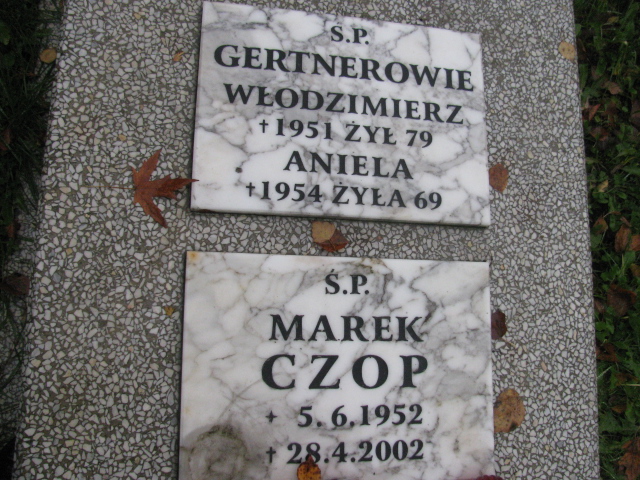 Ś.P.
GERTNEROWIE
WŁODZIMIERZ
†1951 ŻYŁ 79
ANIELA
†1954 ŻYŁA 69
Ś.P.
MAREK
CZOP
* 5.6.1952
† 28.4.2002